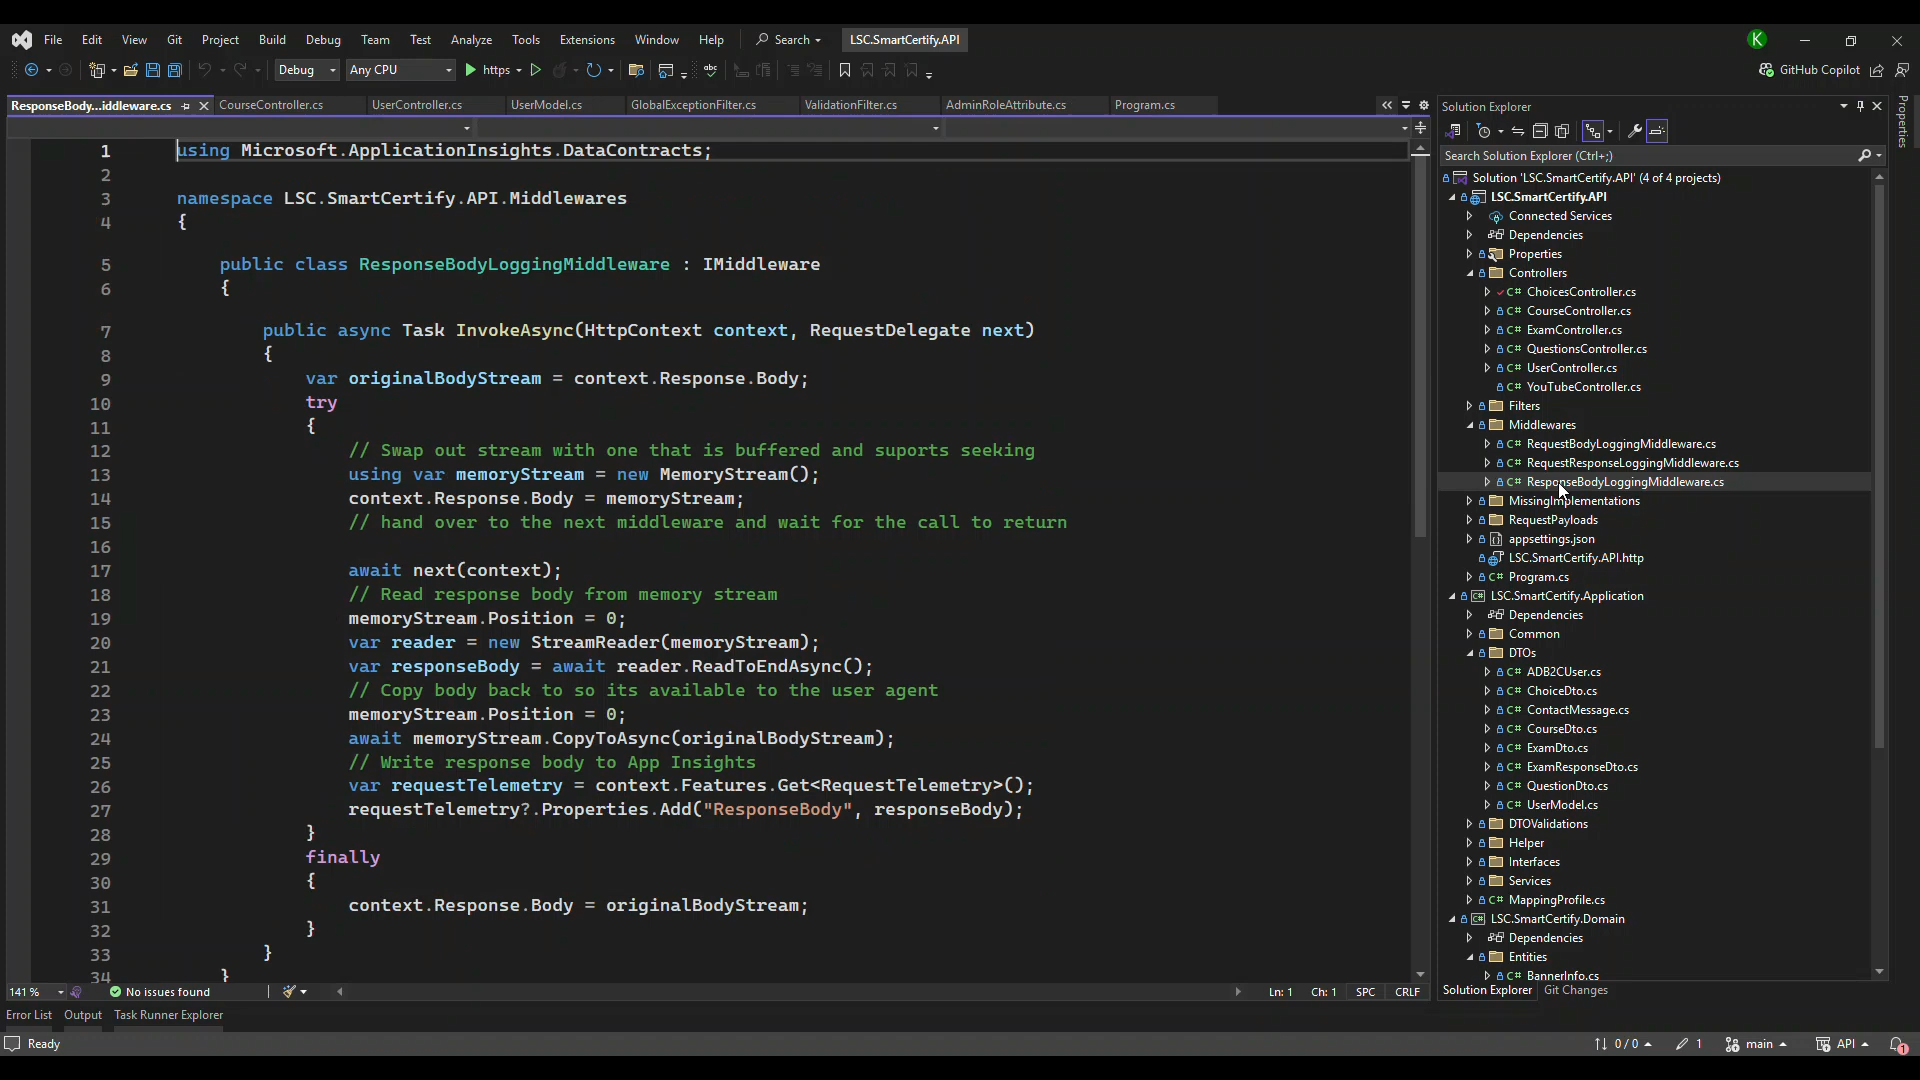 File Edit View Git Project Build Debug Team Test Analyze Tools Extensions Window Help Search LSC.SmartCertify.API K
Debug Any CPU https abc GitHub Copilot
ResponseBody...iddleware.cs CourseController.cs UserController.cs UserModel.cs GlobalExceptionFilter.cs ValidationFilter.cs AdminRoleAttribute.cs Program.cs
1 using Microsoft.ApplicationInsights.DataContracts;
2
3 namespace LSC.SmartCertify.API.Middlewares
4 {
5 public class ResponseBodyLoggingMiddleware : IMiddleware
6 {
7 public async Task InvokeAsync(HttpContext context, RequestDelegate next)
8 {
9 var originalBodyStream = context.Response.Body;
10 try
11 {
12 // Swap out stream with one that is buffered and suports seeking
13 using var memoryStream = new MemoryStream();
14 context.Response.Body = memoryStream;
15 // hand over to the next middleware and wait for the call to return
16
17 await next(context);
18 // Read response body from memory stream
19 memoryStream.Position = 0;
20 var reader = new StreamReader(memoryStream);
21 var responseBody = await reader.ReadToEndAsync();
22 // Copy body back to so its available to the user agent
23 memoryStream.Position = 0;
24 await memoryStream.CopyToAsync(originalBodyStream);
25 // Write response body to App Insights
26 var requestTelemetry = context.Features.Get<RequestTelemetry>();
27 requestTelemetry?.Properties.Add("ResponseBody", responseBody);
28 }
29 finally
30 {
31 context.Response.Body = originalBodyStream;
32 }
33 }
34 }
141 % No issues found Ln: 1 Ch: 1 SPC CRLF
Error List Output Task Runner Explorer
Solution Explorer
Search Solution Explorer (Ctrl+;)
Solution 'LSC.SmartCertify.API' (4 of 4 projects)
LSC.SmartCertify.API
Connected Services
Dependencies
Properties
Controllers
C# ChoicesController.cs
C# CourseController.cs
C# ExamController.cs
C# QuestionsController.cs
C# UserController.cs
C# YouTubeController.cs
Filters
Middlewares
C# RequestBodyLoggingMiddleware.cs
C# RequestResponseLoggingMiddleware.cs
C# ResponseBodyLoggingMiddleware.cs
MissingImplementations
RequestPayloads
appsettings.json
LSC.SmartCertify.API.http
C# Program.cs
C# LSC.SmartCertify.Application
Dependencies
Common
DTOs
C# ADB2CUser.cs
C# ChoiceDto.cs
C# ContactMessage.cs
C# CourseDto.cs
C# ExamDto.cs
C# ExamResponseDto.cs
C# QuestionDto.cs
C# UserModel.cs
DTOValidations
Helper
Interfaces
Services
C# MappingProfile.cs
C# LSC.SmartCertify.Domain
Dependencies
Entities
C# BannerInfo.cs
Solution Explorer Git Changes
Properties
Ready 0 / 0 1 main API 1